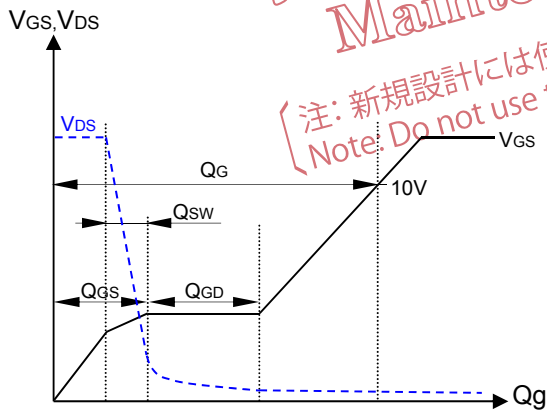 VGS,VDS
Mainte
注: 新規設計には
Note: Do not use
VDS
VGS
QG
10V
QSW
QGS
QGD
Qg